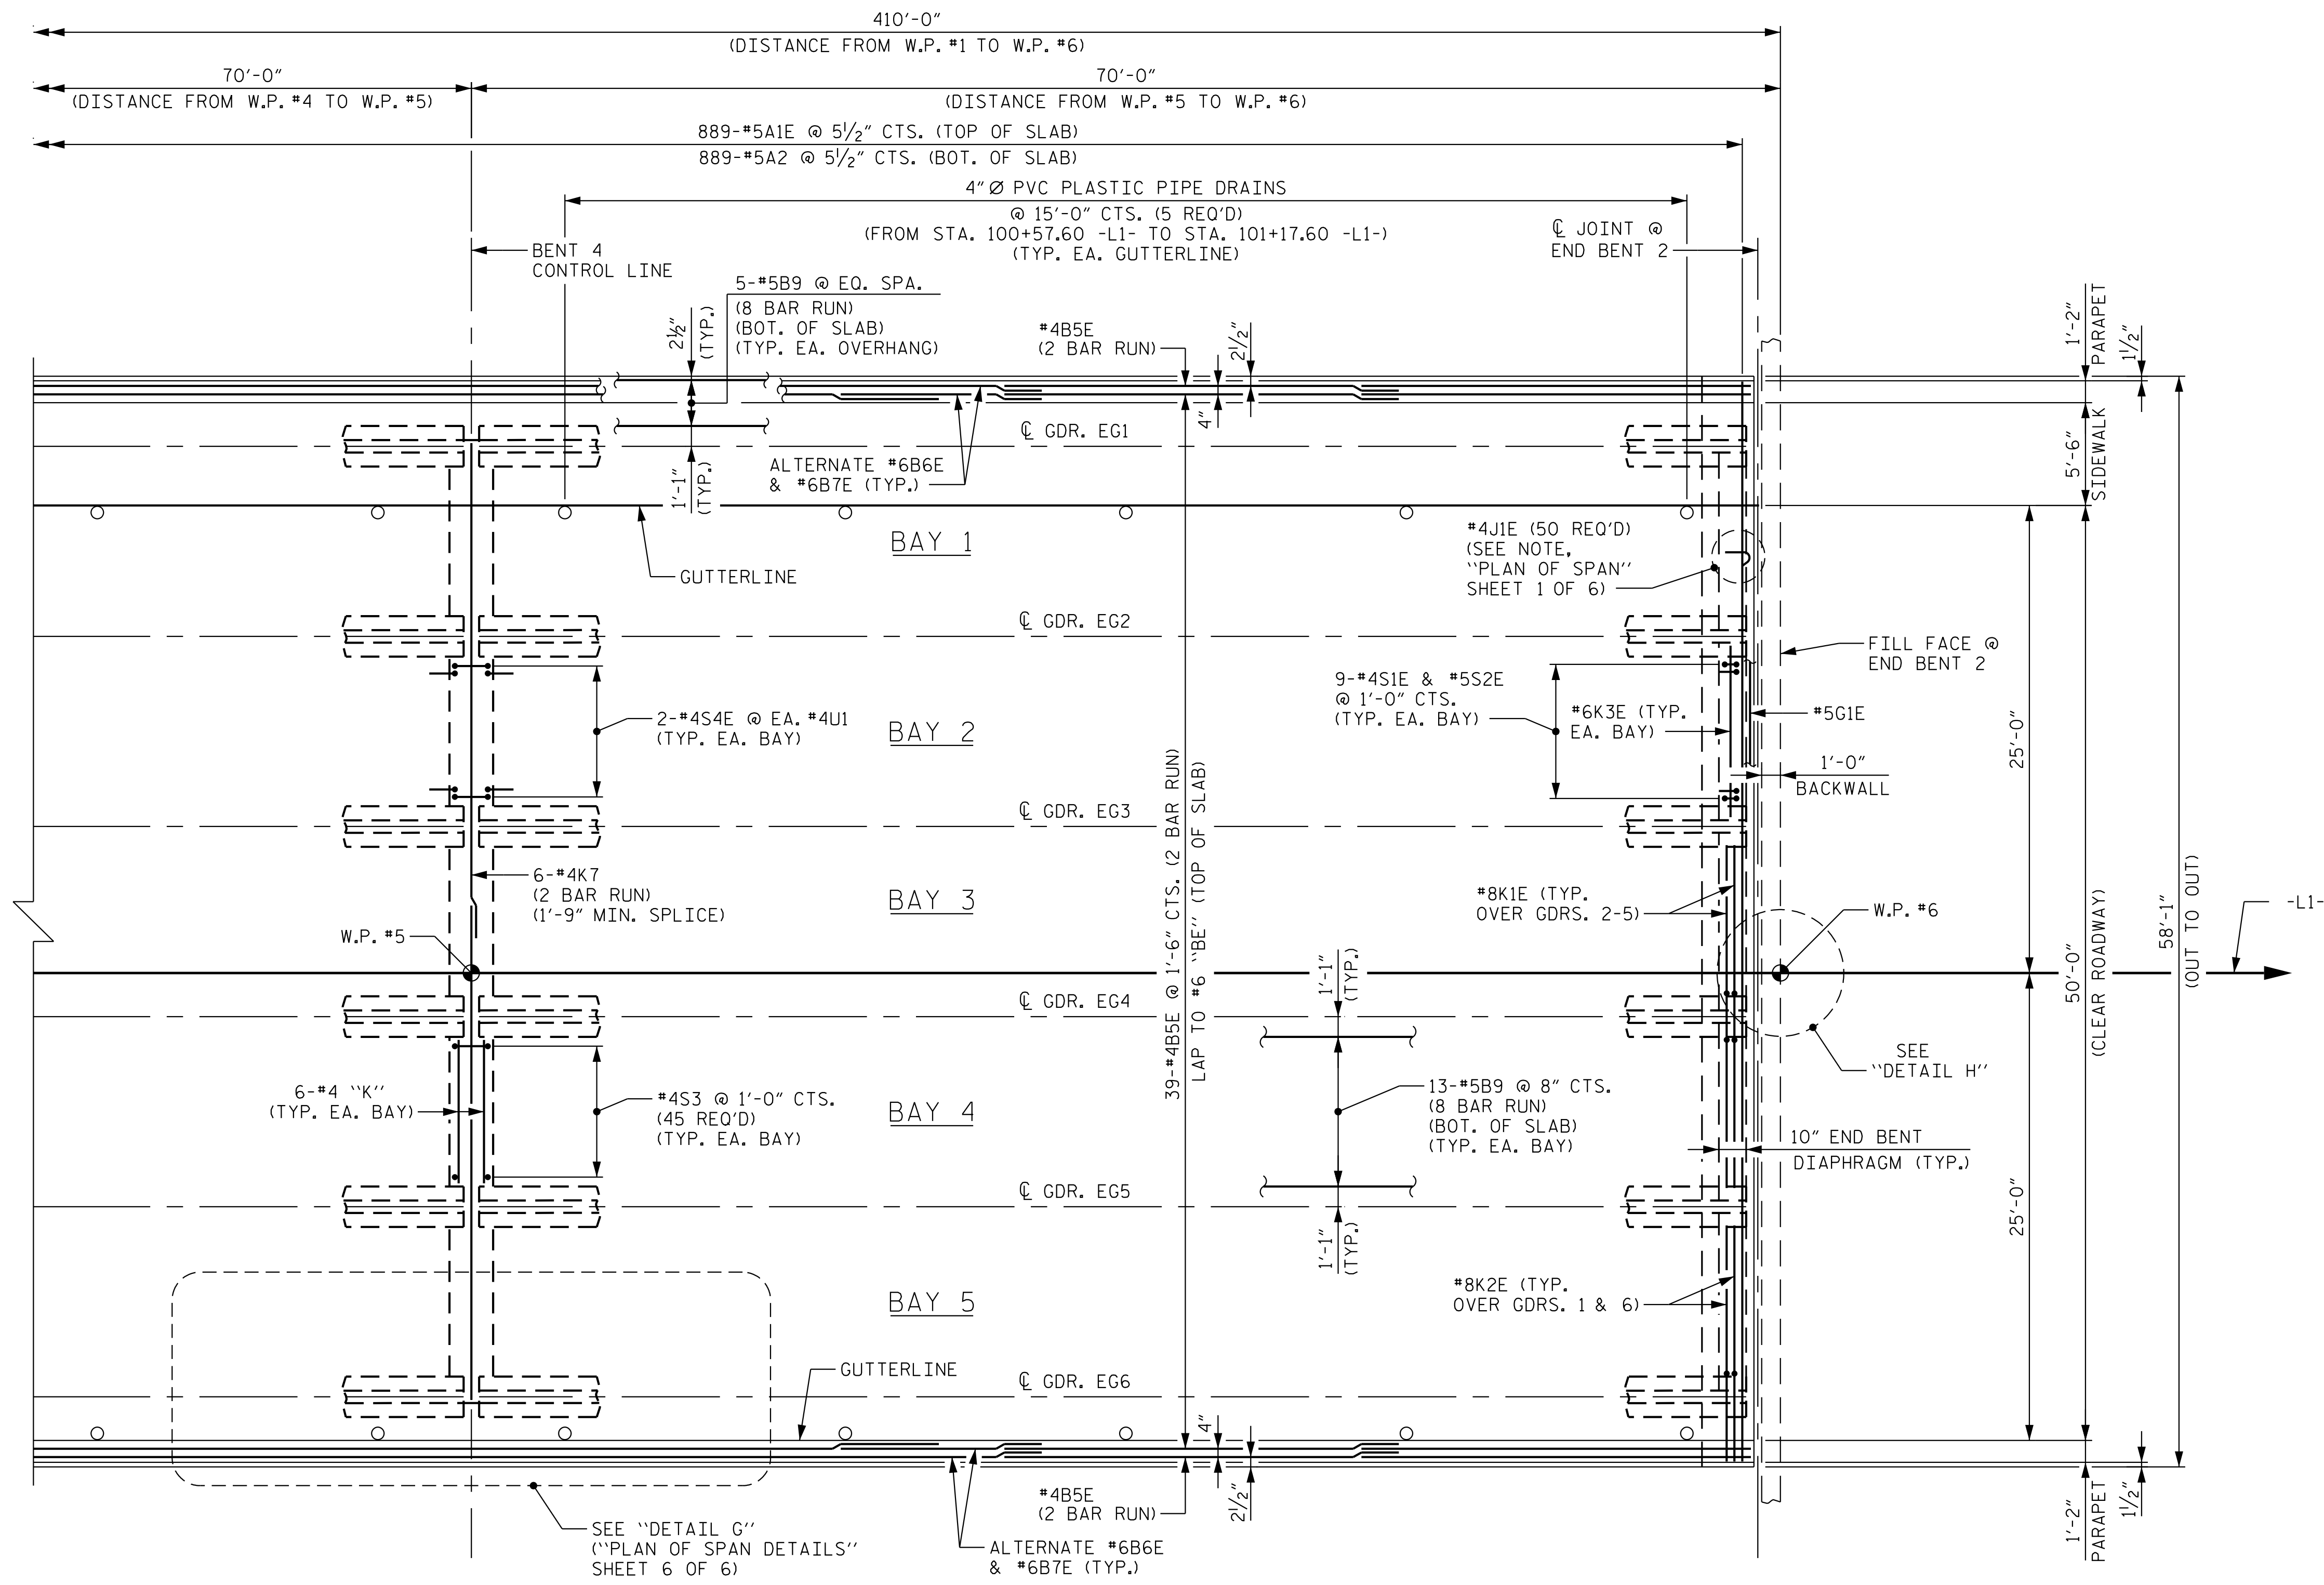 410'-0"
(DISTANCE FROM W.P. #1 TO W.P. #6)
70'-0"
(DISTANCE FROM W.P. #4 TO W.P. #5)
70'-0"
(DISTANCE FROM W.P. #5 TO W.P. #6)
889-#5A1E @ 5½" CTS. (TOP OF SLAB)
889-#5A2 @ 5½" CTS. (BOT. OF SLAB)
4"Ø PVC PLASTIC PIPE DRAINS
@ 15'-0" CTS. (5 REQ'D)
(FROM STA. 100+57.60 -L1- TO STA. 101+17.60 -L1-)
(TYP. EA. GUTTERLINE)
℄ JOINT @
END BENT 2
BENT 4
CONTROL LINE
5-#5B9 @ EQ. SPA.
(8 BAR RUN)
(BOT. OF SLAB)
(TYP. EA. OVERHANG)
2½"
(TYP.)
#4B5E
(2 BAR RUN)
2½"
4"
1'-2"
PARAPET
1½"
5'-6"
SIDEWALK
℄ GDR. EG1
ALTERNATE #6B6E
& #6B7E (TYP.)
1'-1"
(TYP.)
BAY 1
GUTTERLINE
#4J1E (50 REQ'D)
(SEE NOTE,
``PLAN OF SPAN''
SHEET 1 OF 6)
℄ GDR. EG2
FILL FACE @
END BENT 2
2-#4S4E @ EA. #4U1
(TYP. EA. BAY)
BAY 2
9-#4S1E & #5S2E
@ 1'-0" CTS.
(TYP. EA. BAY)
#6K3E (TYP.
EA. BAY)
#5G1E
1'-0"
BACKWALL
25'-0"
℄ GDR. EG3
6-#4K7
(2 BAR RUN)
(1'-9" MIN. SPLICE)
BAY 3
39-#4B5E @ 1'-6" CTS. (2 BAR RUN)
LAP TO #6 ``BE'' (TOP OF SLAB)
#8K1E (TYP.
OVER GDRS. 2-5)
W.P. #6
W.P. #5
-L1-
50'-0"
(CLEAR ROADWAY)
58'-1"
(OUT TO OUT)
℄ GDR. EG4
1'-1"
(TYP.)
SEE
``DETAIL H''
6-#4 ``K''
(TYP. EA. BAY)
#4S3 @ 1'-0" CTS.
(45 REQ'D)
(TYP. EA. BAY)
BAY 4
13-#5B9 @ 8" CTS.
(8 BAR RUN)
(BOT. OF SLAB)
(TYP. EA. BAY)
10" END BENT
DIAPHRAGM (TYP.)
℄ GDR. EG5
1'-1"
(TYP.)
25'-0"
BAY 5
#8K2E (TYP.
OVER GDRS. 1 & 6)
GUTTERLINE
℄ GDR. EG6
4"
2½"
#4B5E
(2 BAR RUN)
ALTERNATE #6B6E
& #6B7E (TYP.)
SEE ``DETAIL G''
(``PLAN OF SPAN DETAILS''
SHEET 6 OF 6)
1'-2"
PARAPET
1½"